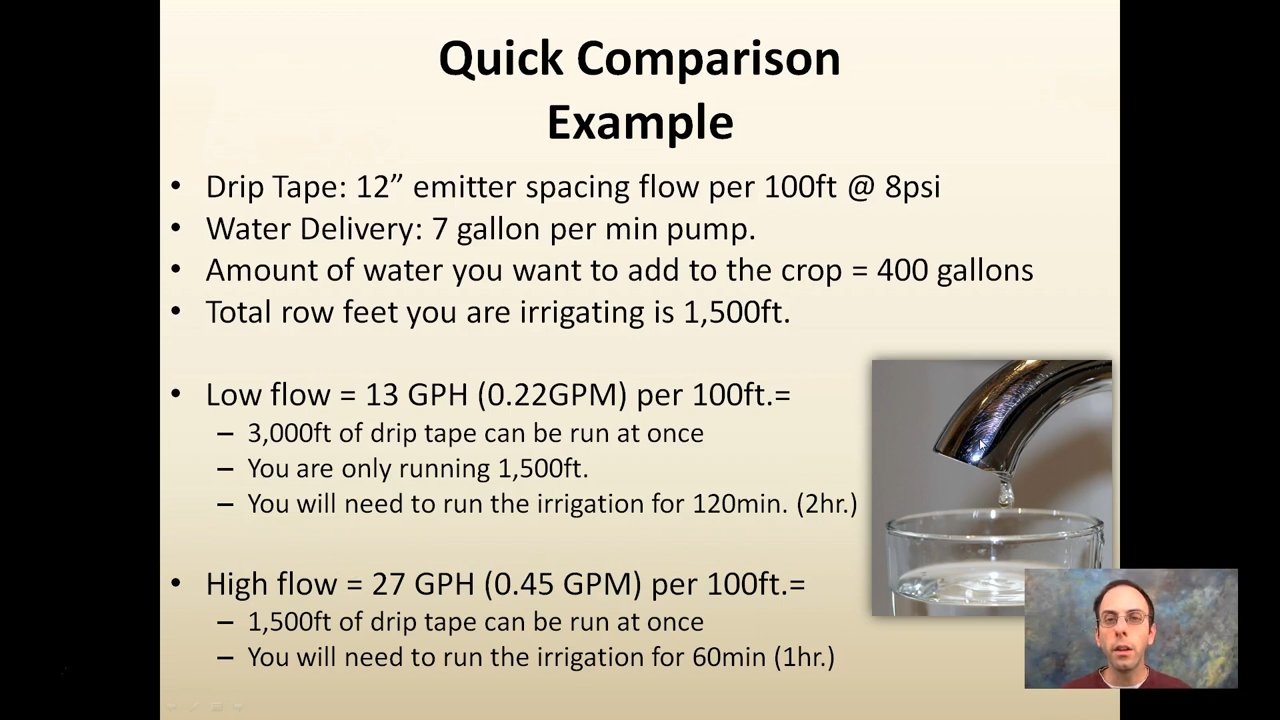 Quick Comparison
Example
• Drip Tape: 12” emitter spacing flow per 100ft @ 8psi
• Water Delivery: 7 gallon per min pump.
• Amount of water you want to add to the crop = 400 gallons
• Total row feet you are irrigating is 1,500ft.
• Low flow = 13 GPH (0.22GPM) per 100ft.=
– 3,000ft of drip tape can be run at once
– You are only running 1,500ft.
– You will need to run the irrigation for 120min. (2hr.)
• High flow = 27 GPH (0.45 GPM) per 100ft.=
– 1,500ft of drip tape can be run at once
– You will need to run the irrigation for 60min (1hr.)